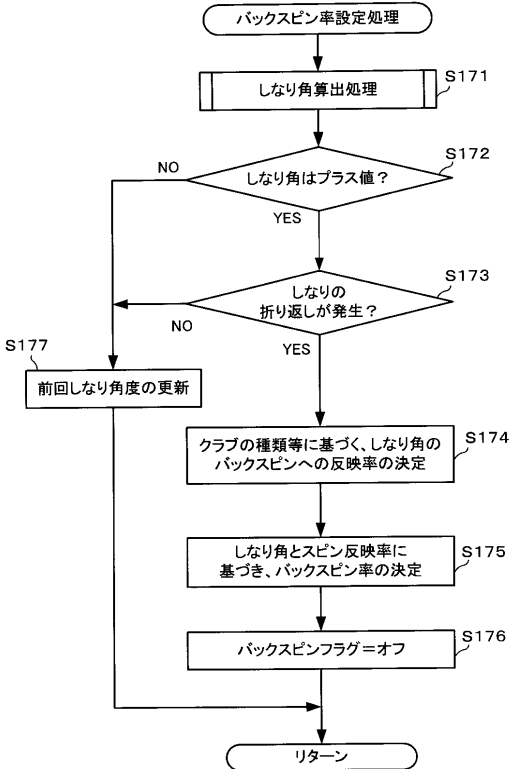 バックスピン率設定処理
しなり角算出処理
S171
しなり角はプラス値？
S172
NO
YES
しなりの
折り返しが発生？
S173
NO
YES
S177
前回しなり角度の更新
クラブの種類等に基づく、しなり角の
バックスピンへの反映率の決定
S174
しなり角とスピン反映率に
基づき、バックスピン率の決定
S175
バックスピンフラグ＝オフ
S176
リターン